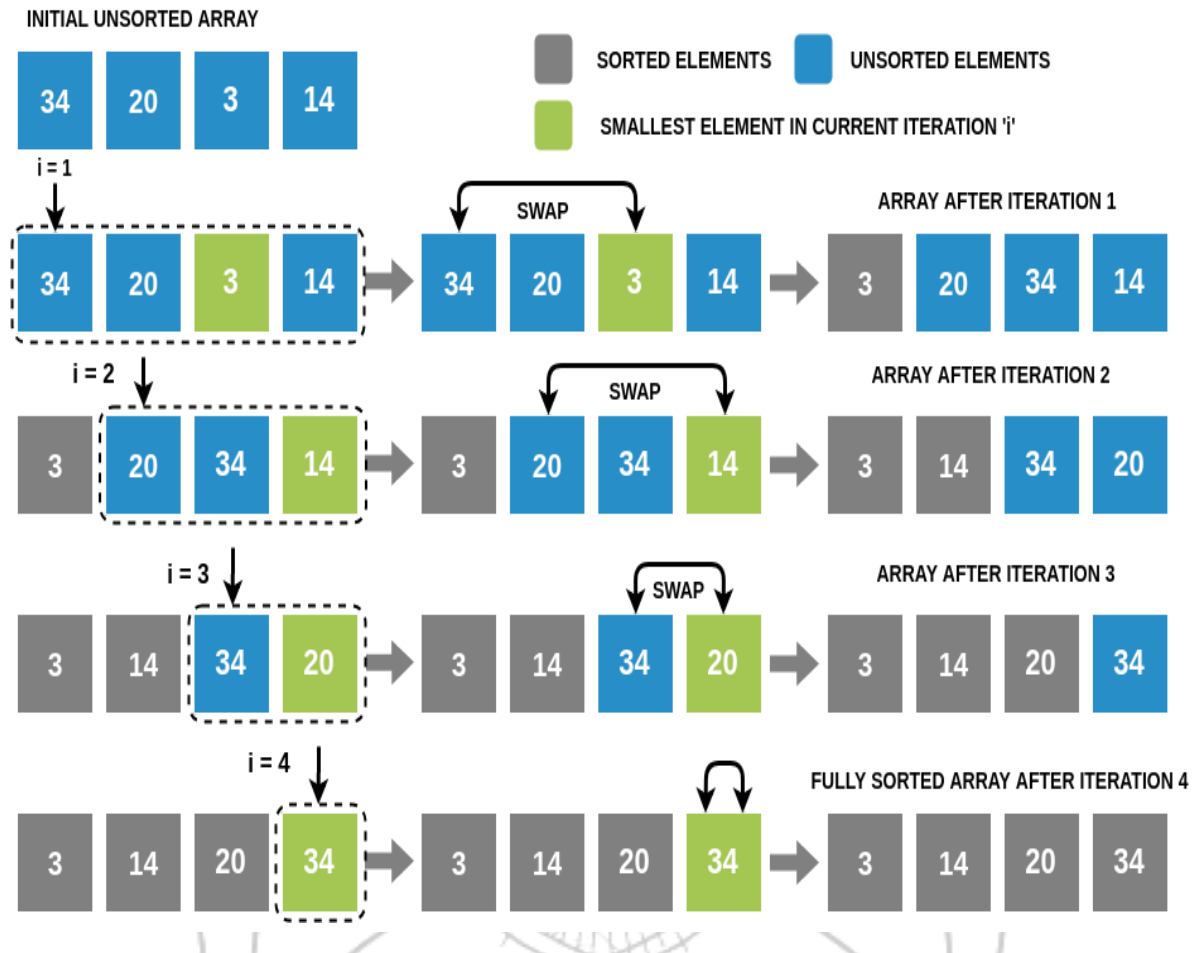 INITIAL UNSORTED ARRAY
SORTED ELEMENTS UNSORTED ELEMENTS
34 20 3 14
SMALLEST ELEMENT IN CURRENT ITERATION 'i'
i = 1
SWAP
ARRAY AFTER ITERATION 1
34 20 3 14
34 20 3 14
3 20 34 14
i = 2
SWAP
ARRAY AFTER ITERATION 2
3 20 34 14
3 20 34 14
3 14 34 20
i = 3
SWAP
ARRAY AFTER ITERATION 3
3 14 34 20
3 14 34 20
3 14 20 34
i = 4
FULLY SORTED ARRAY AFTER ITERATION 4
3 14 20 34
3 14 20 34
3 14 20 34